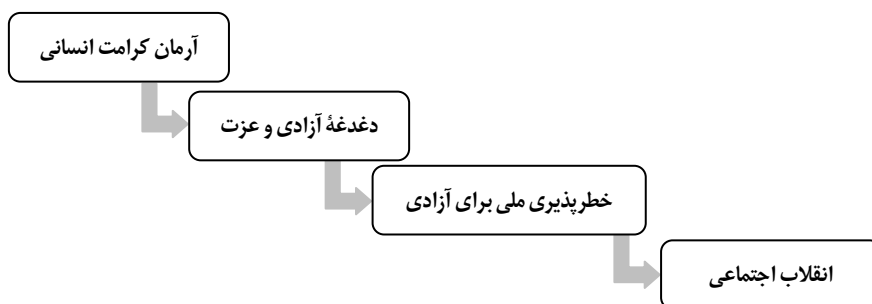 آرمان کرامت انسانی
دغدغهٔ آزادی و عزت
خطرپذیری ملی برای آزادی
انقلاب اجتماعی